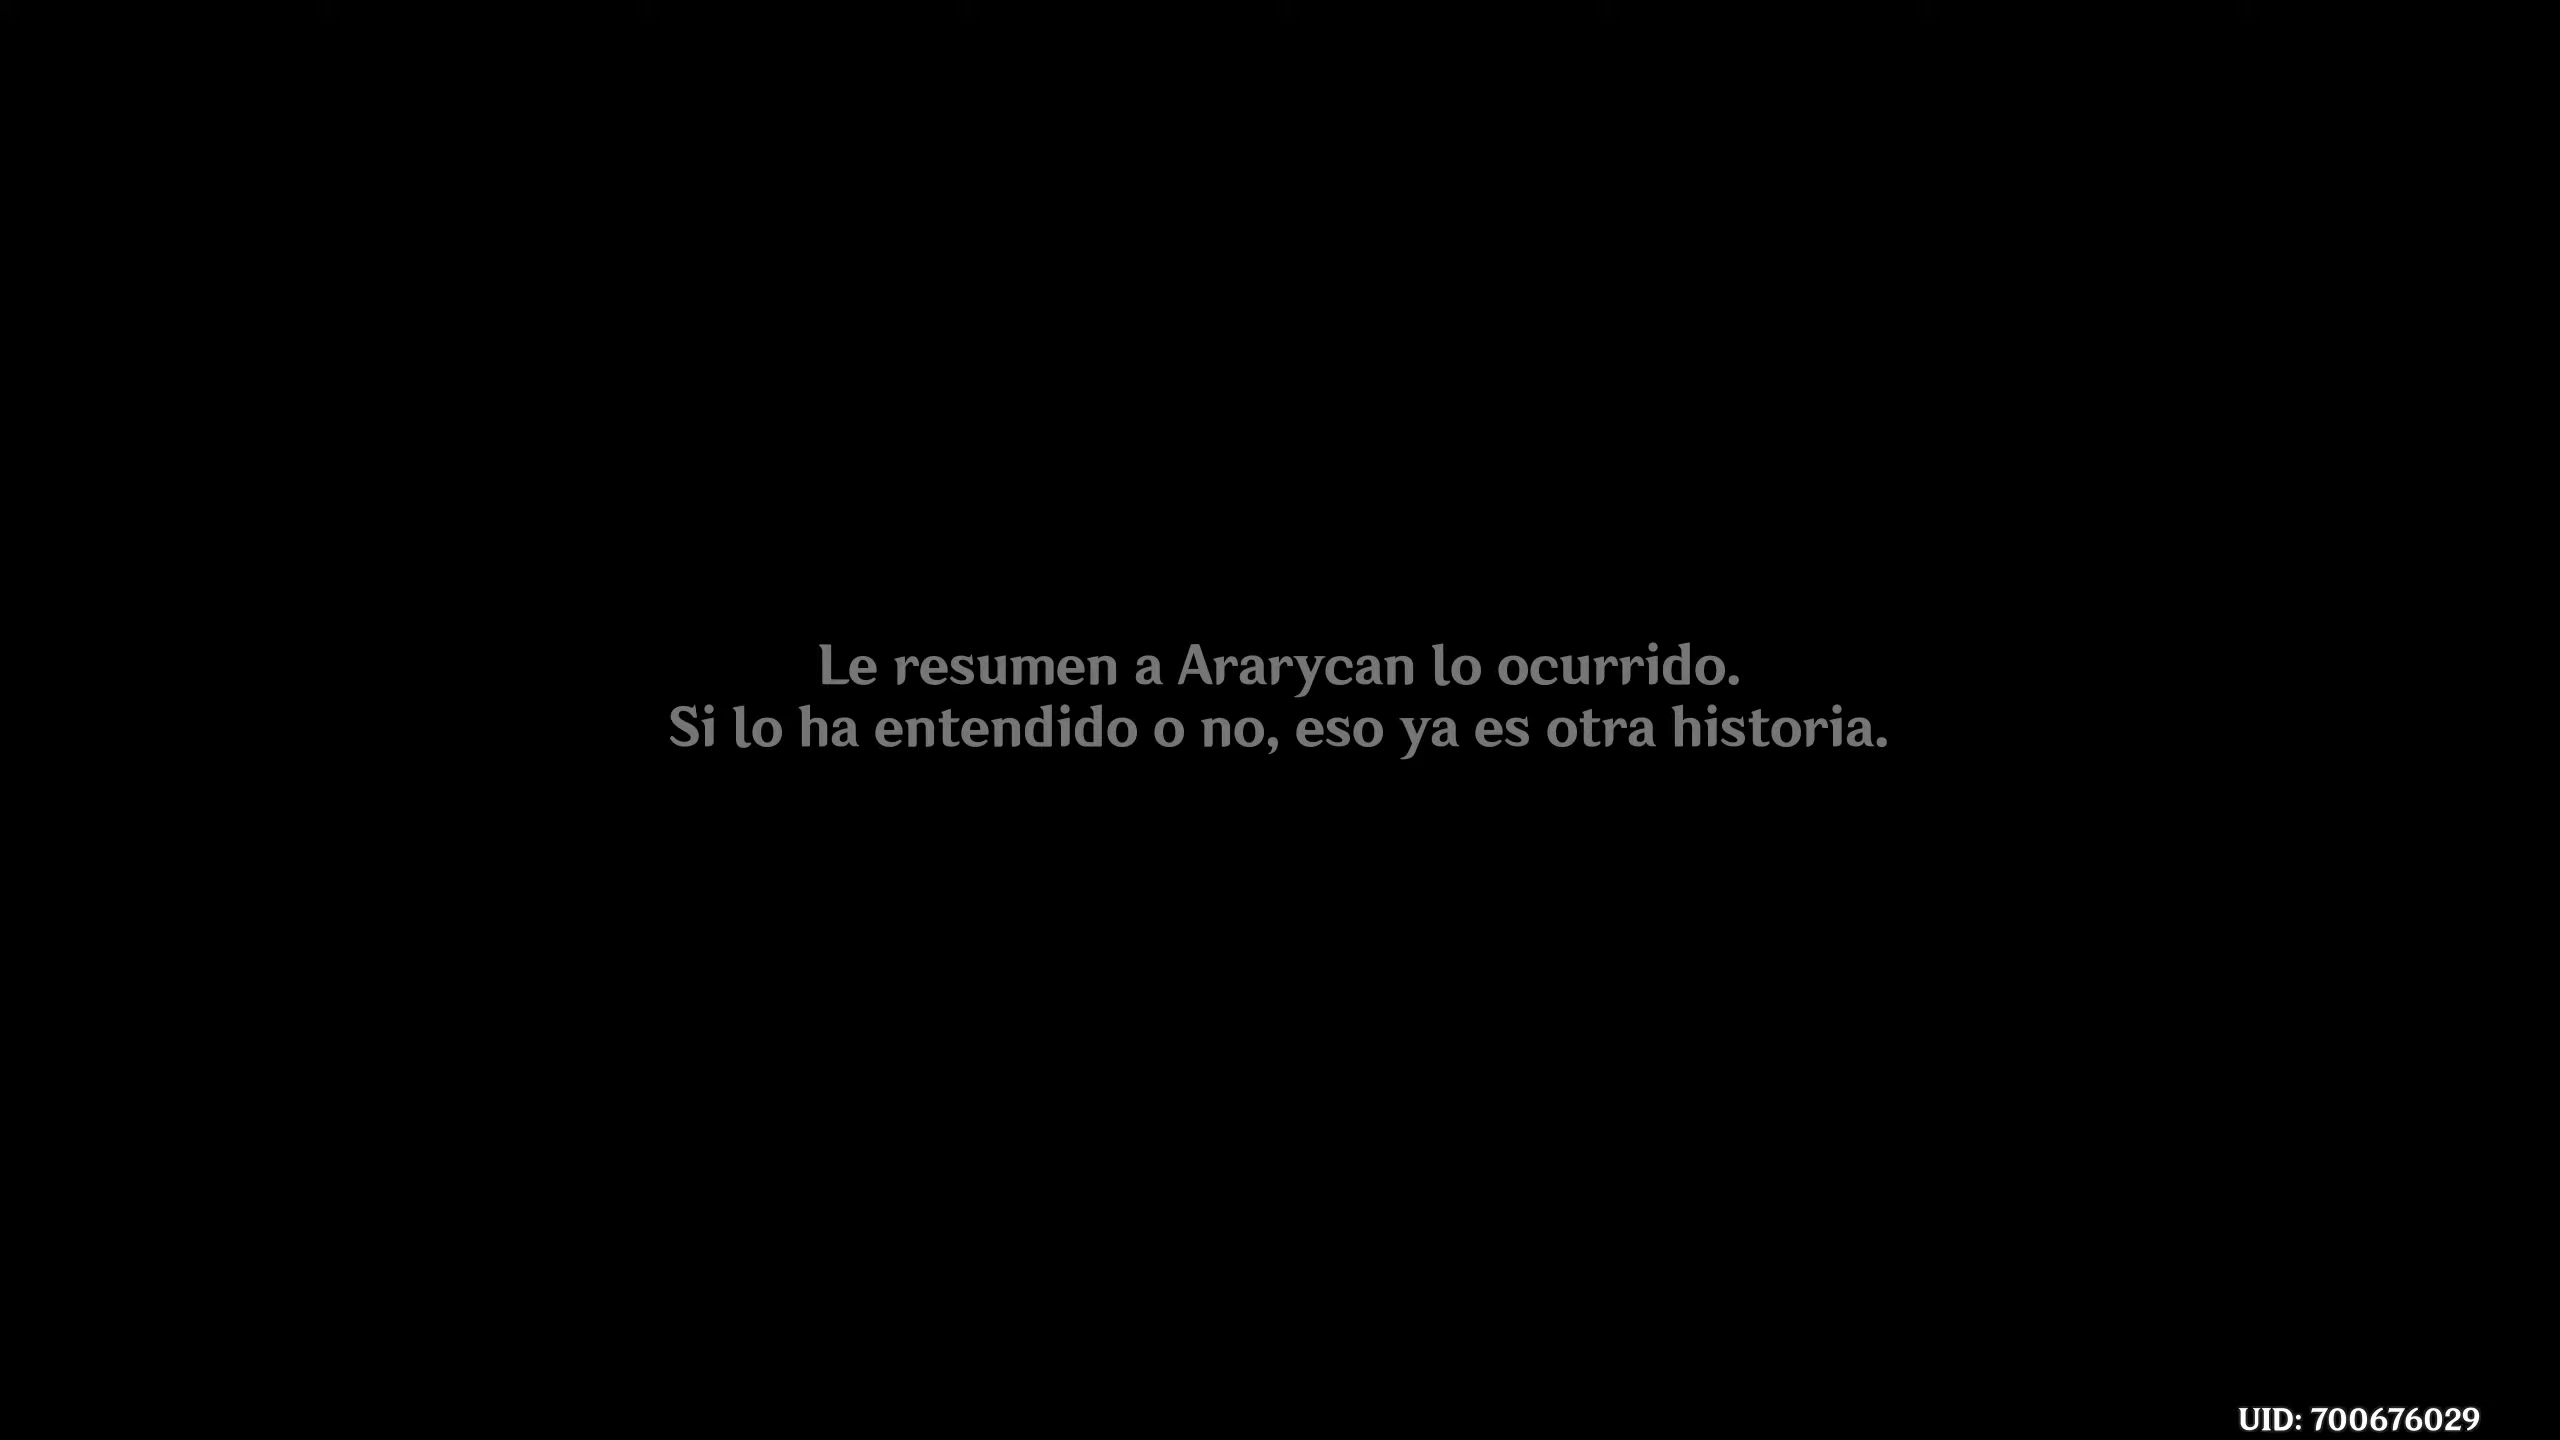 Le resumen a Ararycan lo ocurrido.
Si lo ha entendido o no, eso ya es otra historia.
UID: 700676029